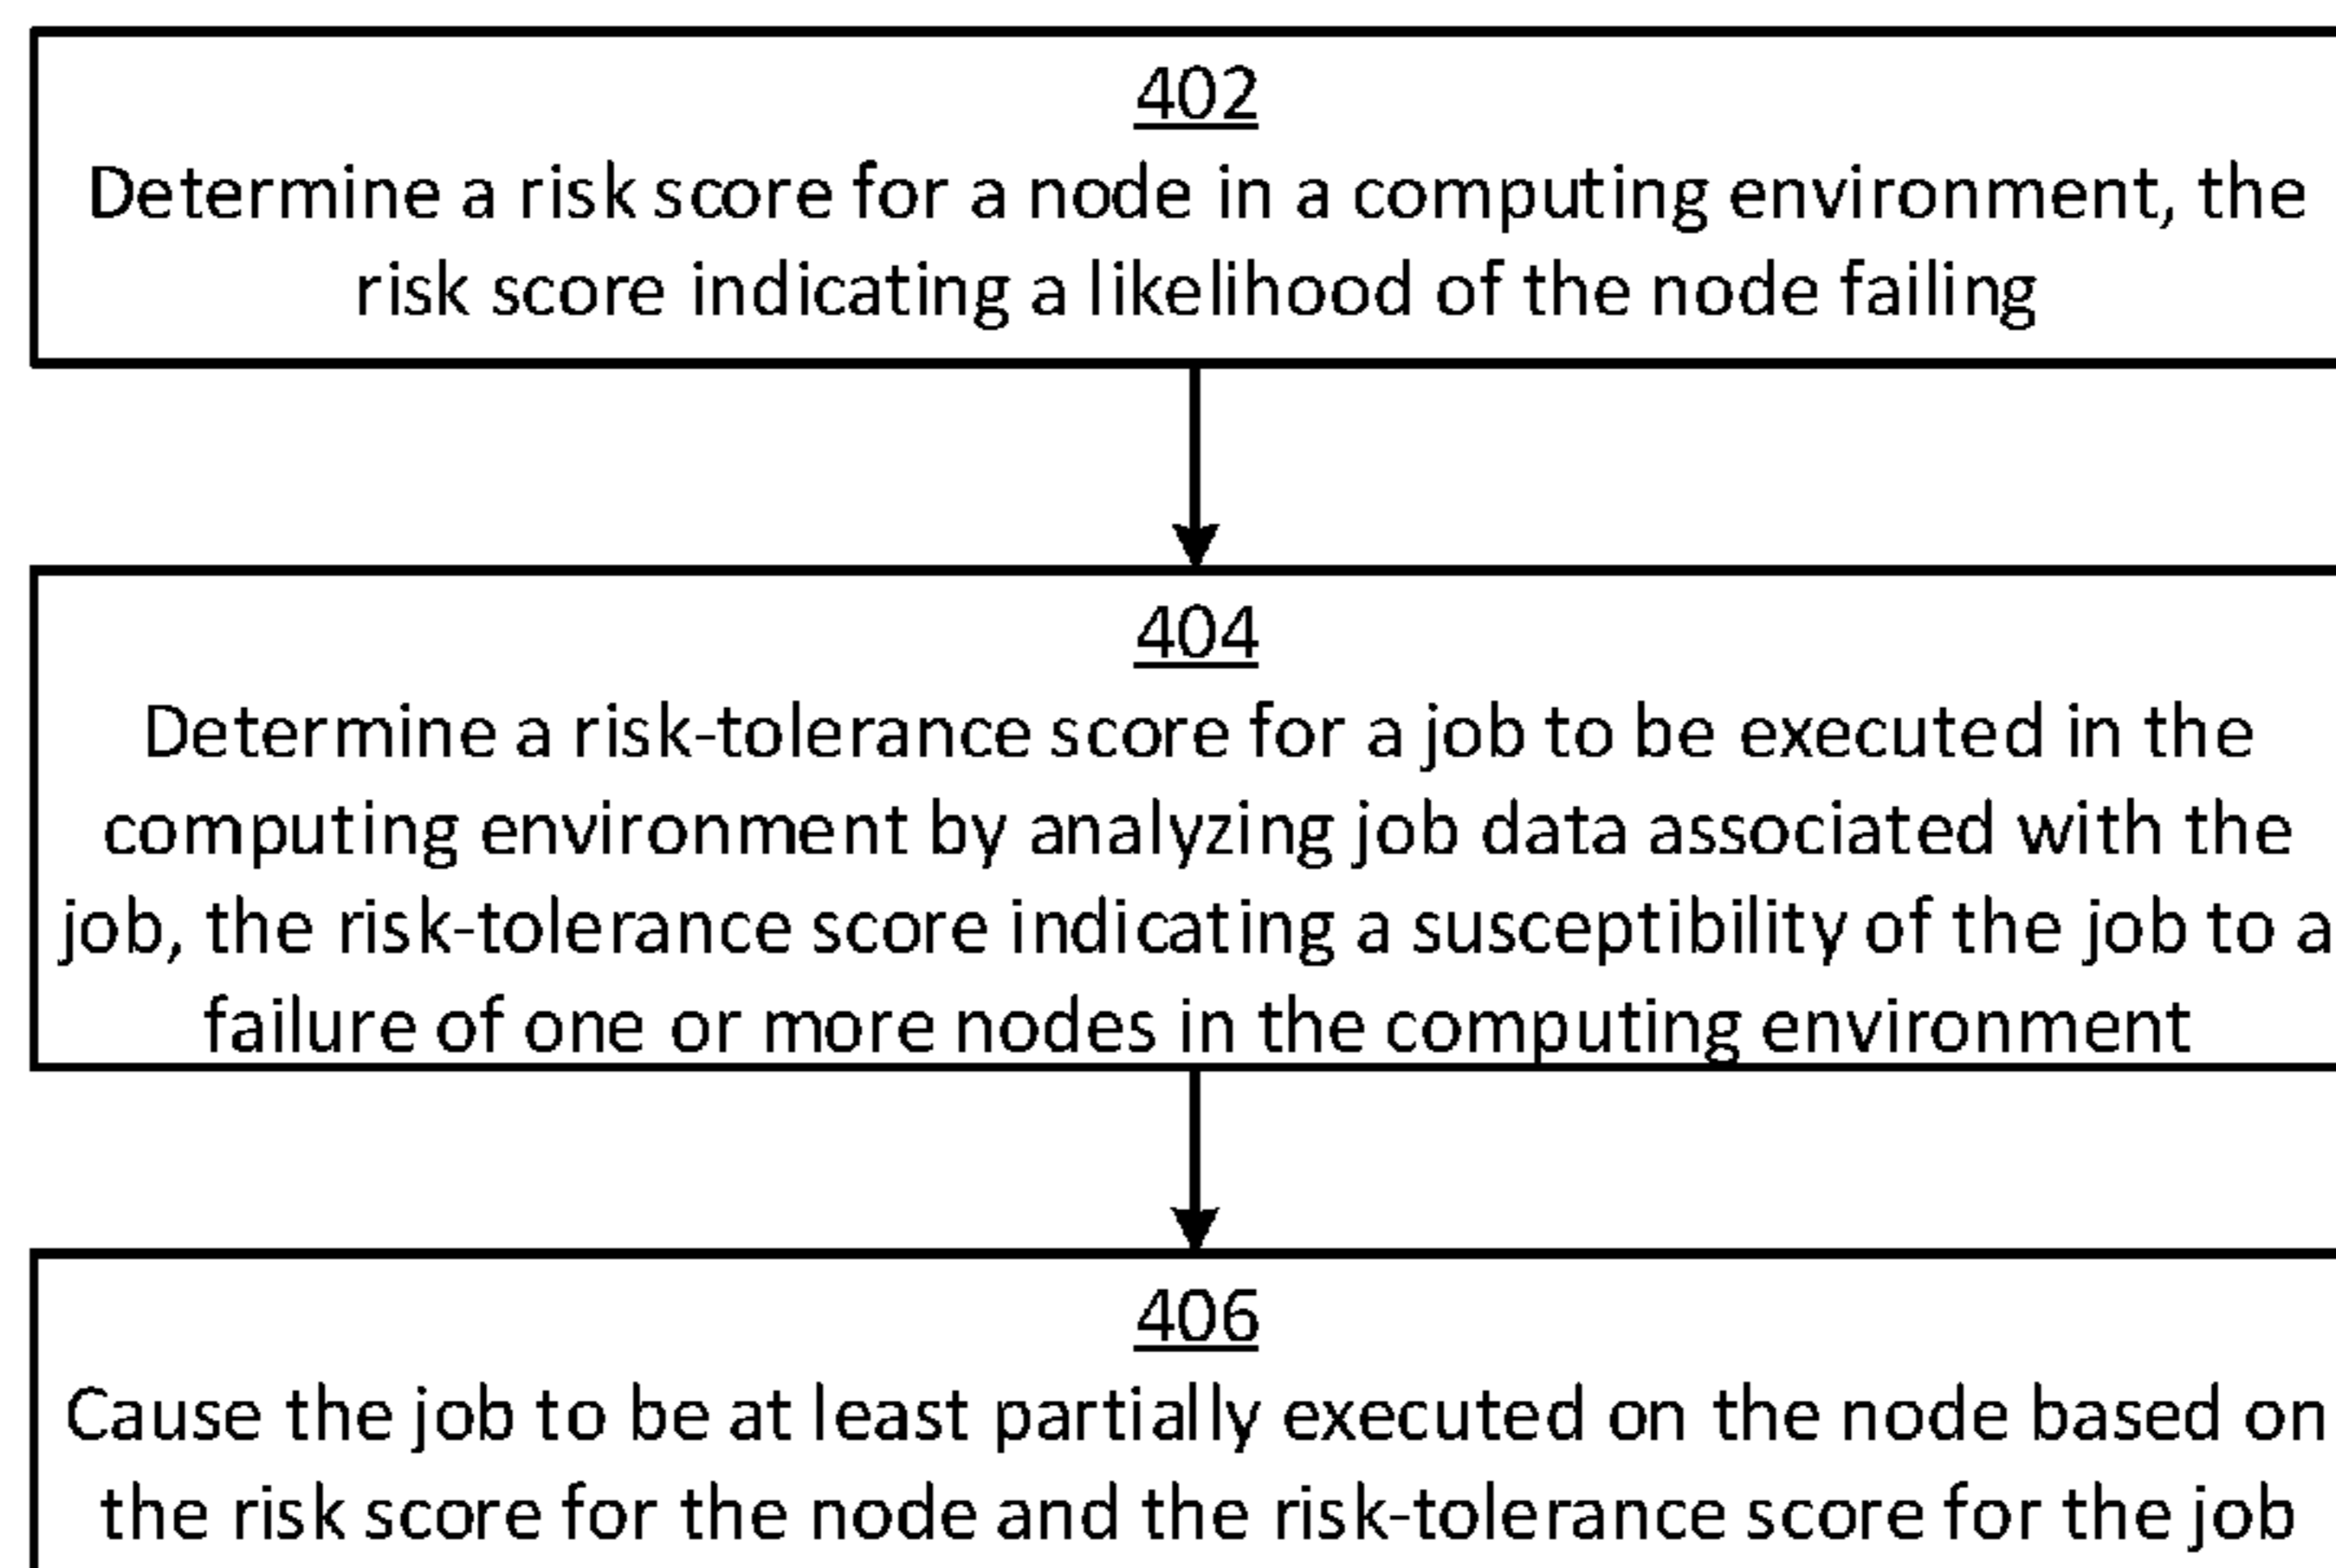 402
Determine a risk score for a node in a computing environment, the
risk score indicating a likelihood of the node failing
404
Determine a risk-tolerance score for a job to be executed in the
computing environment by analyzing job data associated with the
job, the risk-tolerance score indicating a susceptibility of the job to a
failure of one or more nodes in the computing environment
406
Cause the job to be at least partially executed on the node based on
the risk score for the node and the risk-tolerance score for the job